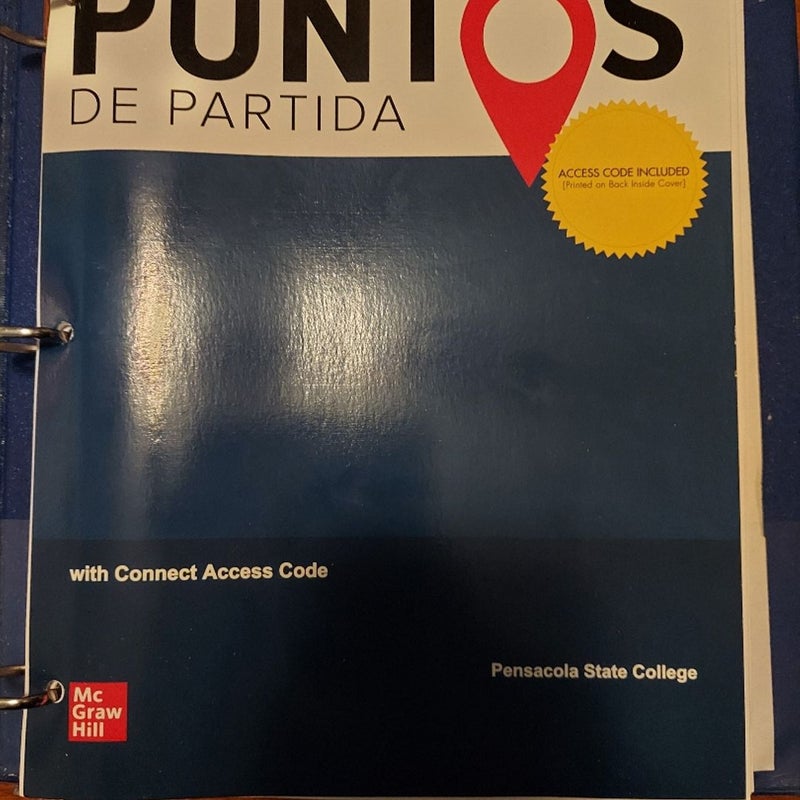 PUNTOS
DE PARTIDA
ACCESS CODE INCLUDED
[Printed on Back Inside Cover]
with Connect Access Code
Pensacola State College
Mc
Graw
Hill